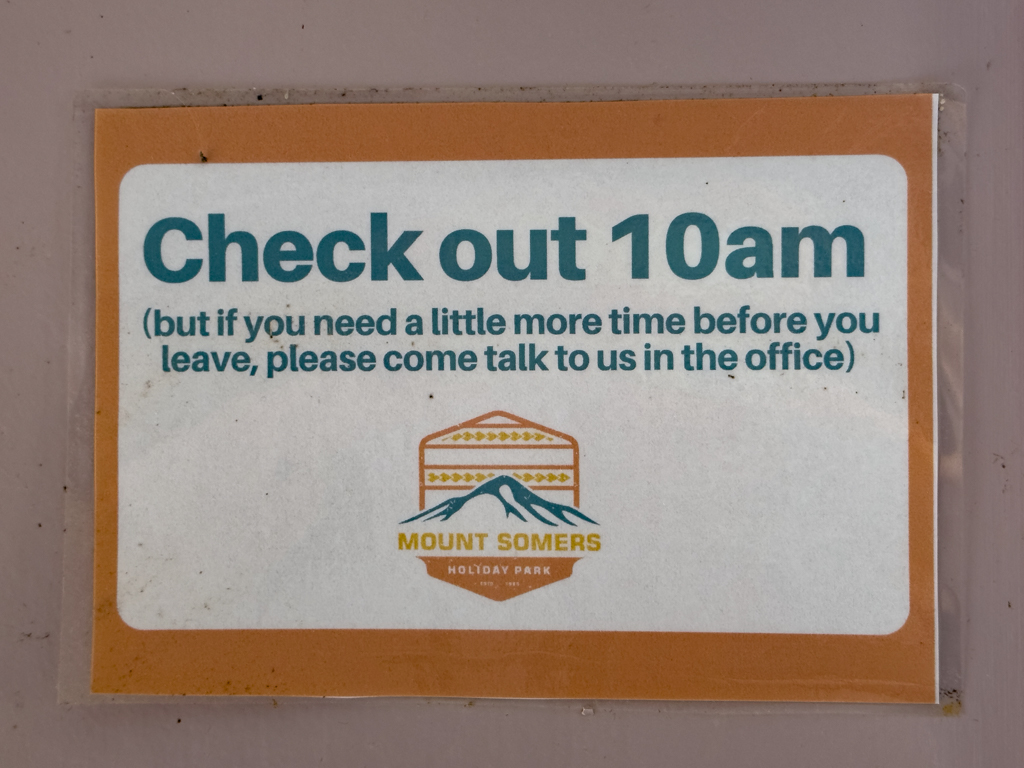 Check out 10am
(but if you need a little more time before you
leave, please come talk to us in the office)
MOUNT SOMERS
HOLIDAY PARK